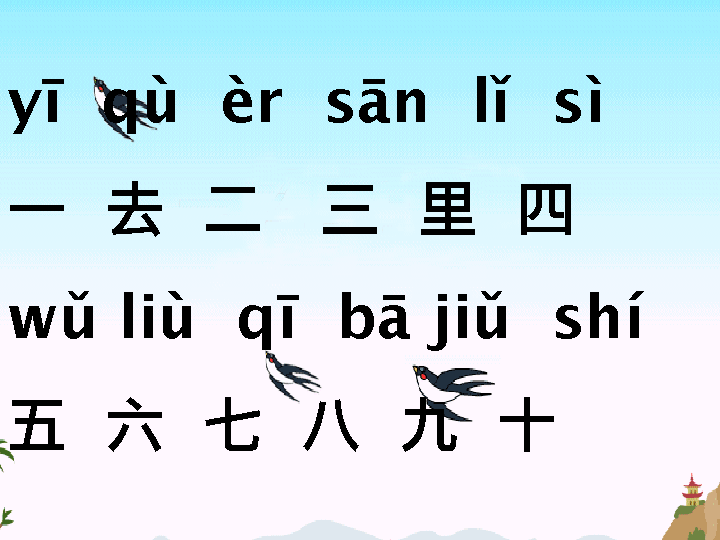 yī qù èr sān lǐ sì
一 去 二 三 里 四
wǔ liù qī bā jiǔ shí
五 六 七 八 九 十